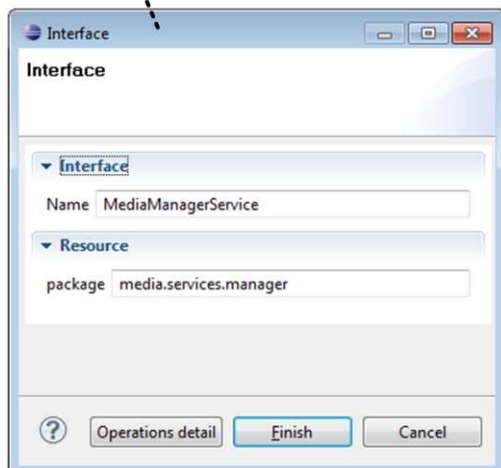 Interface
Interface
Interface
Name MediaManagerService
Resource
package media.services.manager
? Operations detail Finish Cancel